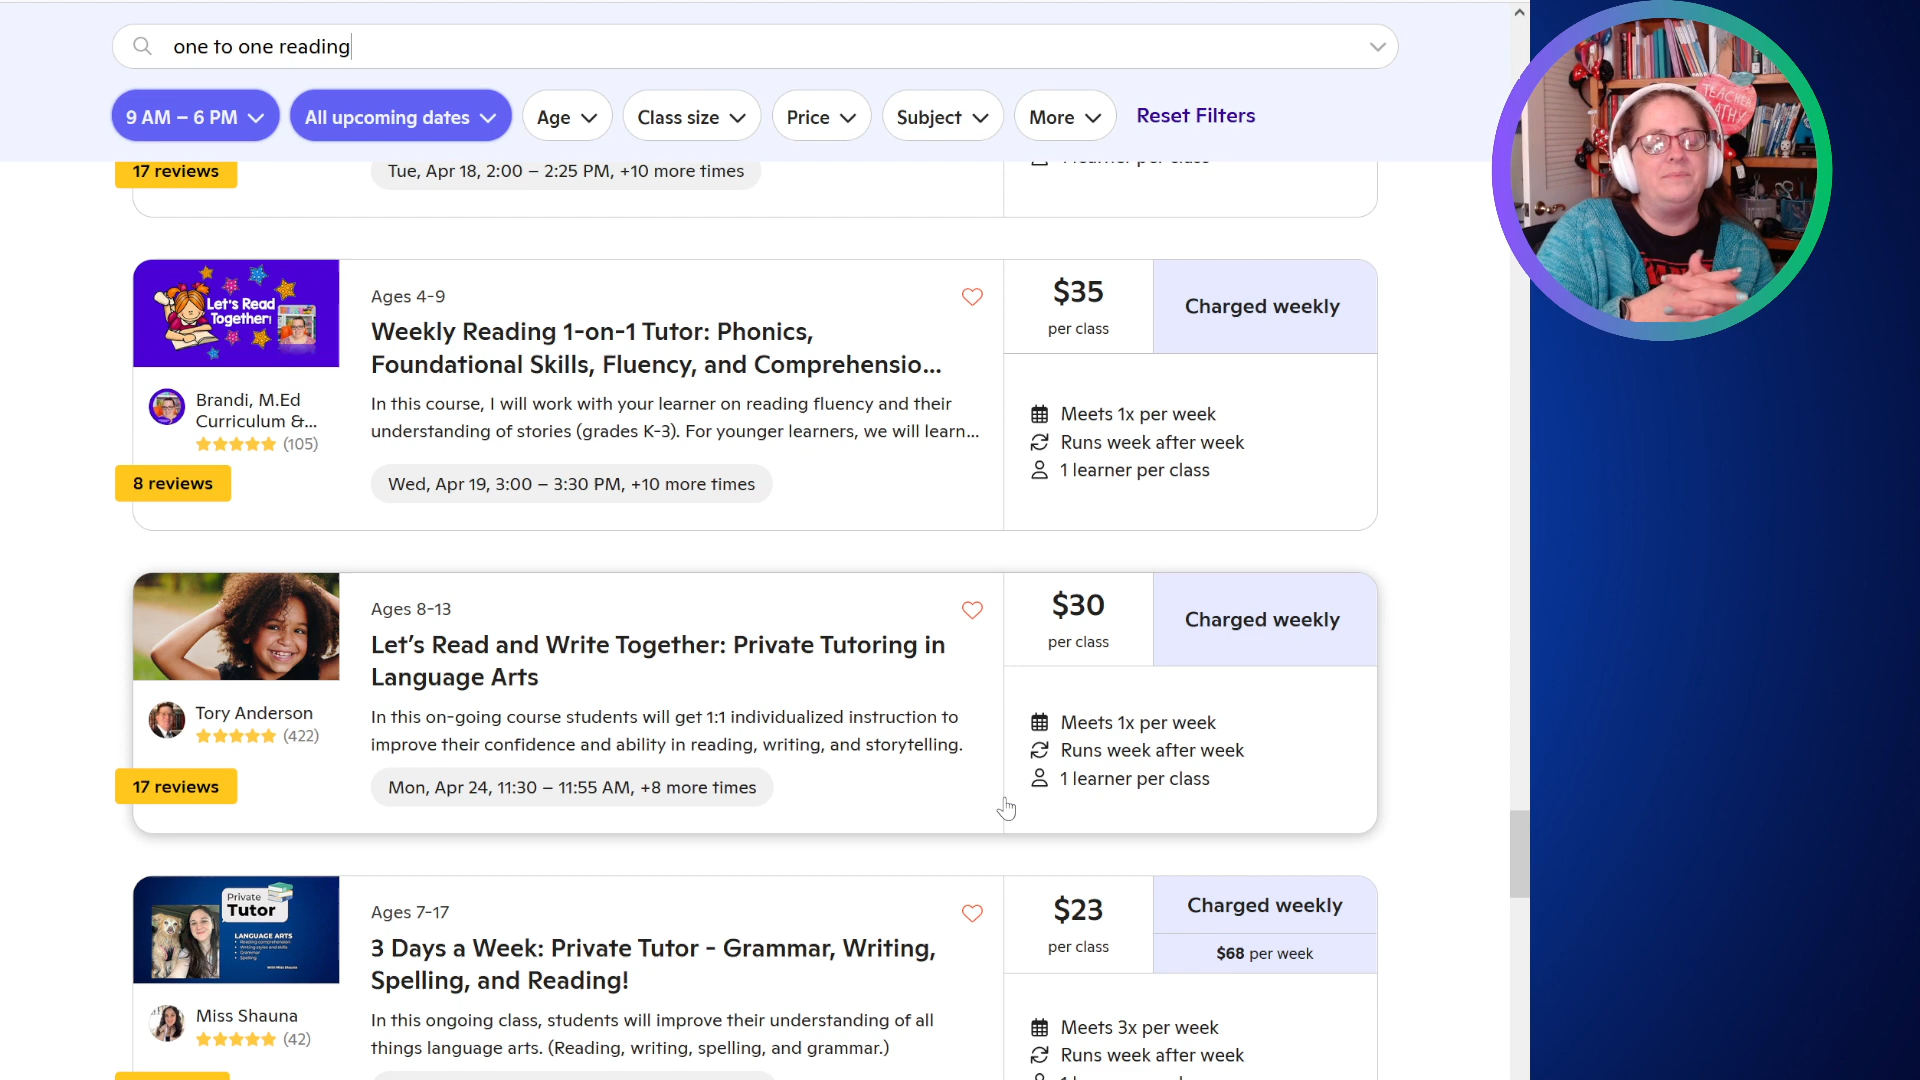 one to one reading
9 AM – 6 PM
All upcoming dates
Age
Class size
Price
Subject
More
Reset Filters
17 reviews
Tue, Apr 18, 2:00 – 2:25 PM, +10 more times
TEACHER
Let's Read
Together!
Ages 4-9
Weekly Reading 1-on-1 Tutor: Phonics,
Foundational Skills, Fluency, and Comprehensio...
Brandi, M.Ed
Curriculum &...
(105)
In this course, I will work with your learner on reading fluency and their
understanding of stories (grades K-3). For younger learners, we will learn...
8 reviews
Wed, Apr 19, 3:00 – 3:30 PM, +10 more times
$35
per class
Charged weekly
Meets 1x per week
Runs week after week
1 learner per class
Ages 8-13
Let’s Read and Write Together: Private Tutoring in
Language Arts
Tory Anderson
(422)
In this on-going course students will get 1:1 individualized instruction to
improve their confidence and ability in reading, writing, and storytelling.
17 reviews
Mon, Apr 24, 11:30 – 11:55 AM, +8 more times
$30
per class
Charged weekly
Meets 1x per week
Runs week after week
1 learner per class
Private
Tutor
LANGUAGE ARTS
Ages 7-17
3 Days a Week: Private Tutor - Grammar, Writing,
Spelling, and Reading!
Miss Shauna
(42)
In this ongoing class, students will improve their understanding of all
things language arts. (Reading, writing, spelling, and grammar.)
$23
per class
Charged weekly
$68 per week
Meets 3x per week
Runs week after week